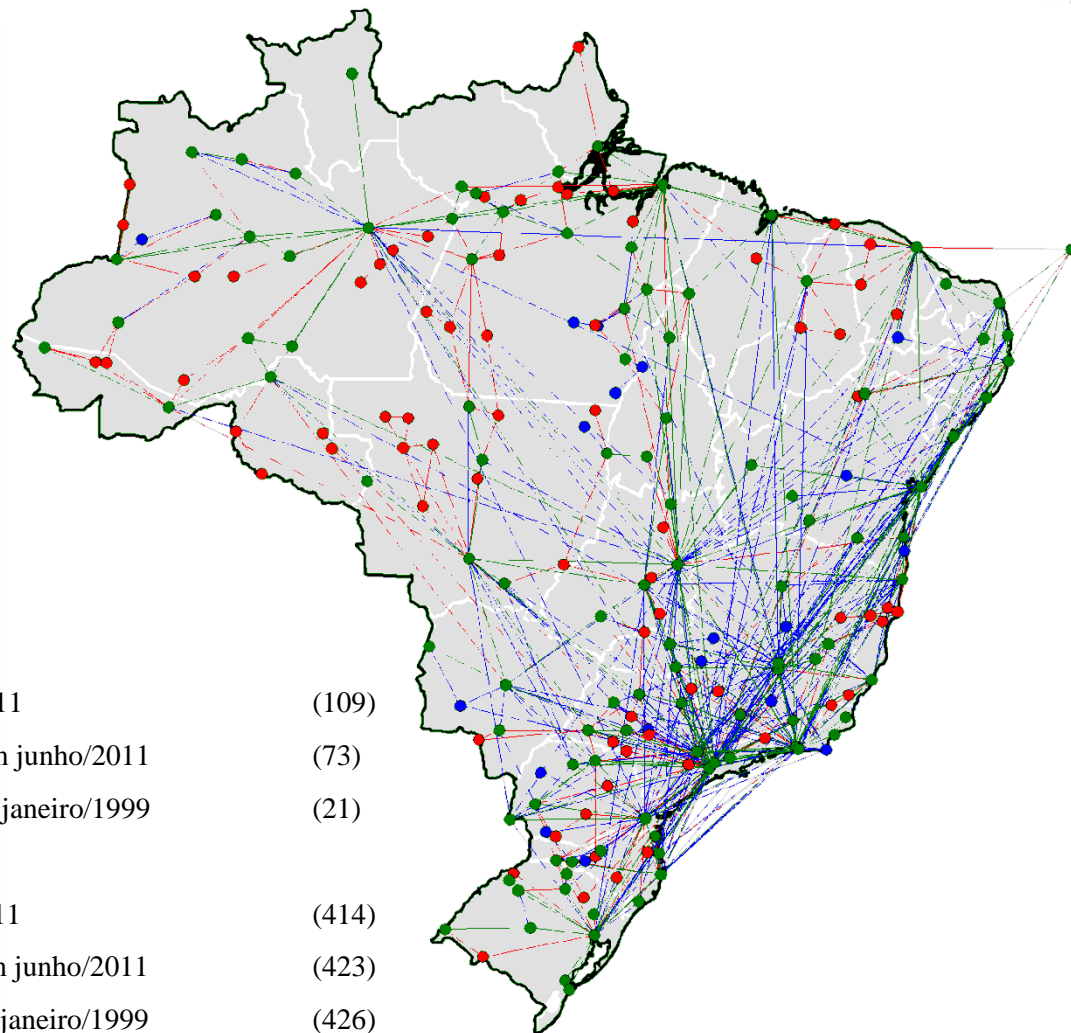 11 (109)
m junho/2011 (73)
janeiro/1999 (21)
11 (414)
m junho/2011 (423)
janeiro/1999 (426)